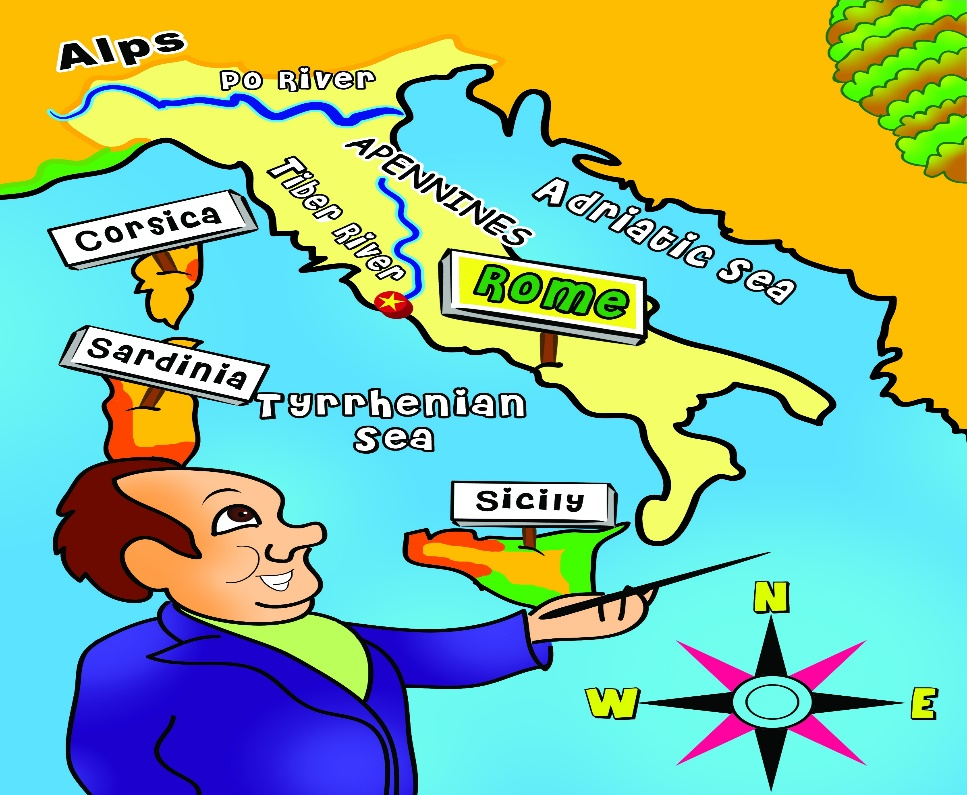 Alps
Po River
APENNINES
Tiber River
Adriatic Sea
Corsica
Rome
Sardinia
Tyrrhenian
Sea
Sicily
N
W
E